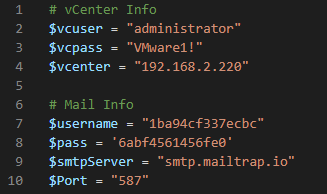 1 # vCenter Info
2 $vcuser = "administrator"
3 $vcpass = "VMware1!"
4 $vcenter = "192.168.2.220"
5
6 # Mail Info
7 $username = "1ba94cf337ecbc"
8 $pass = '6abf4561456fe0'
9 $smtpServer = "smtp.mailtrap.io"
10 $Port = "587"